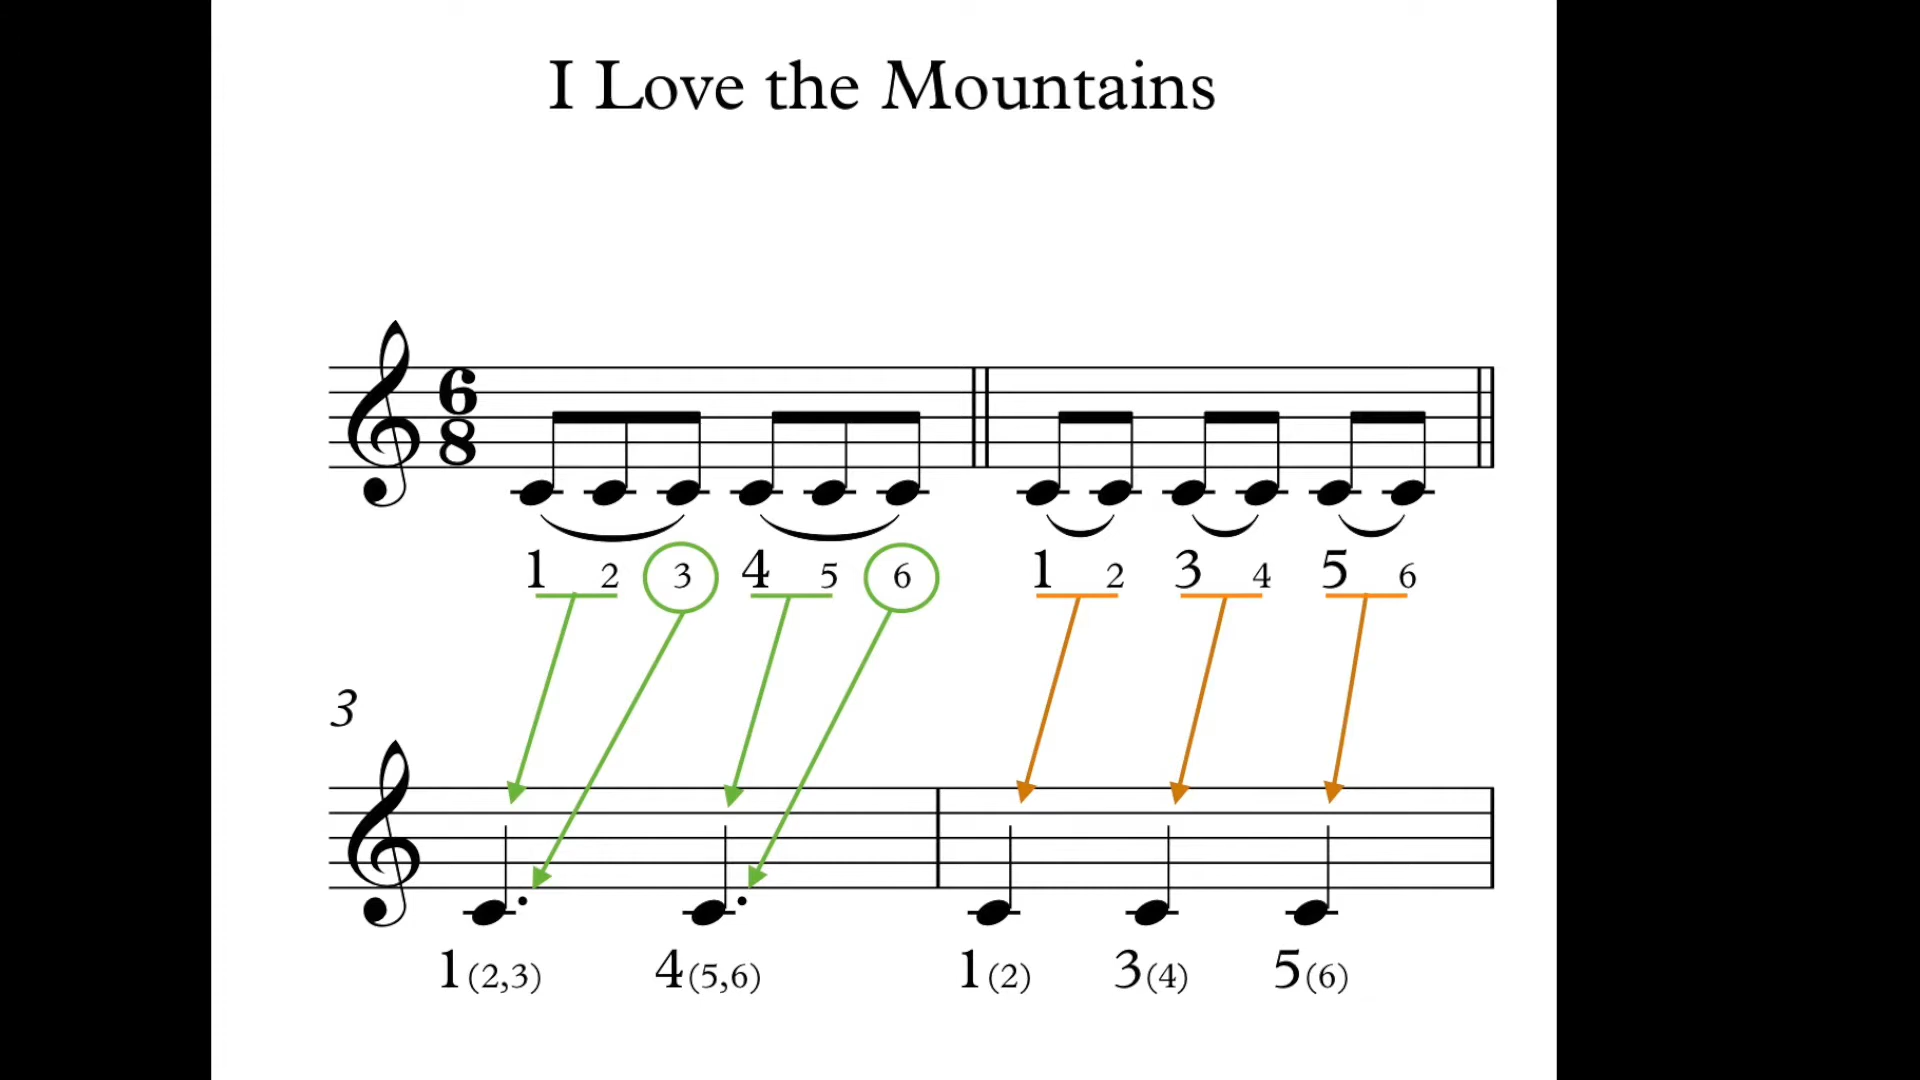 I Love the Mountains
6
8
1 2 3 4 5 6 1 2 3 4 5 6
3
1(2,3) 4(5,6) 1(2) 3(4) 5(6)